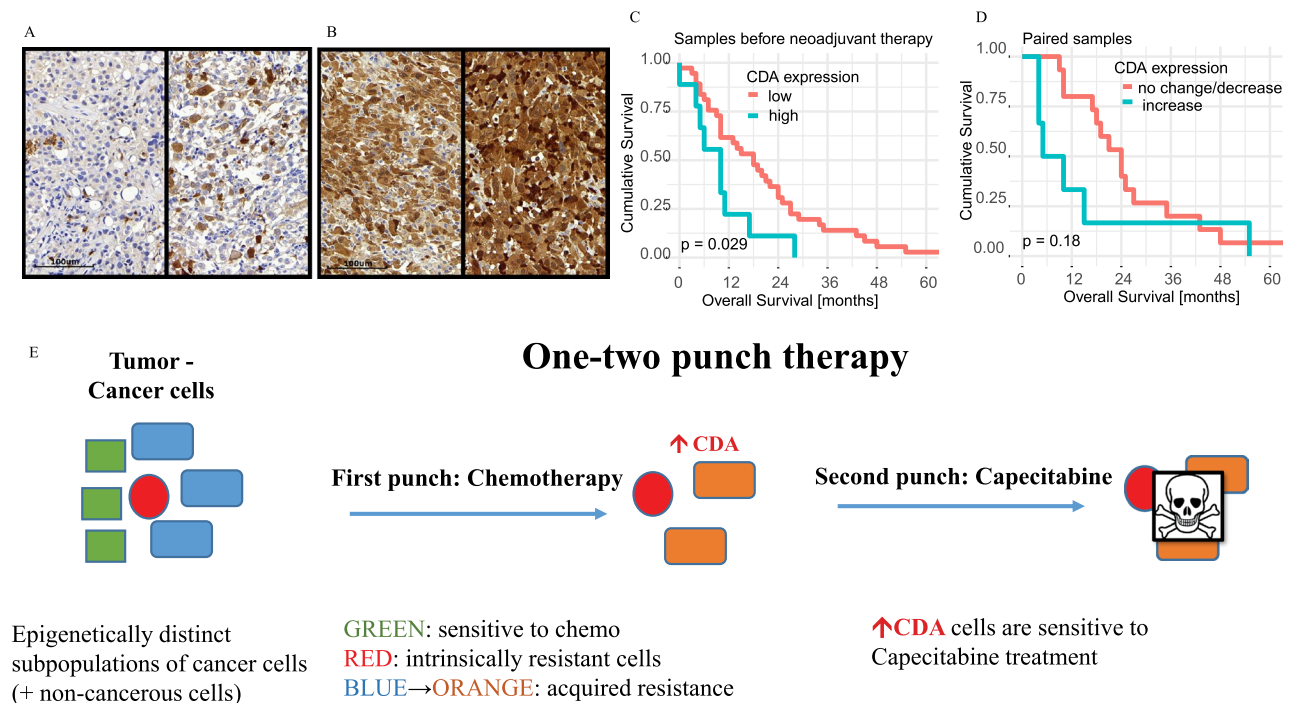 A
B
100um
100um
C
Samples before neoadjuvant therapy
CDA expression
low
high
Cumulative Survival
1.00
0.75
0.50
0.25
0.00
p = 0.029
0 12 24 36 48 60
Overall Survival [months]
D
Paired samples
CDA expression
no change/decrease
increase
Cumulative Survival
1.00
0.75
0.50
0.25
0.00
p = 0.18
0 12 24 36 48 60
Overall Survival [months]
E
One-two punch therapy
Tumor -
Cancer cells
First punch: Chemotherapy
↑ CDA
Second punch: Capecitabine
Epigenetically distinct
subpopulations of cancer cells
(+ non-cancerous cells)
GREEN: sensitive to chemo
RED: intrinsically resistant cells
BLUE→ORANGE: acquired resistance
↑CDA cells are sensitive to
Capecitabine treatment